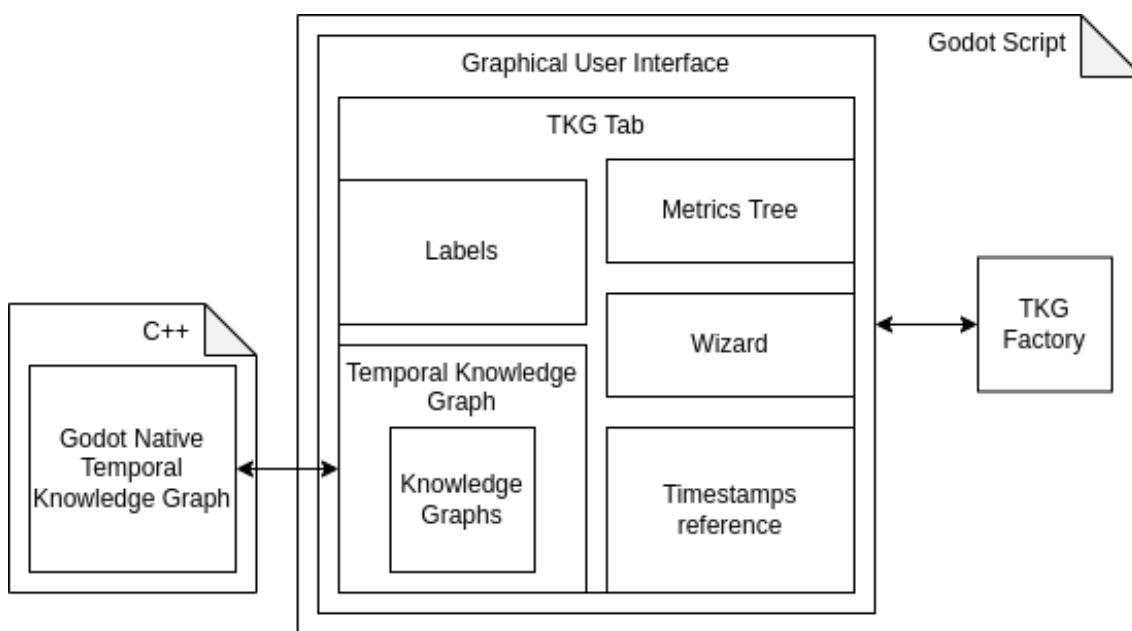 Godot Script
Graphical User Interface
TKG Tab
Labels
Metrics Tree
Wizard
TKG
Factory
C++
Godot Native
Temporal
Knowledge Graph
Temporal Knowledge
Graph
Knowledge
Graphs
Timestamps
reference